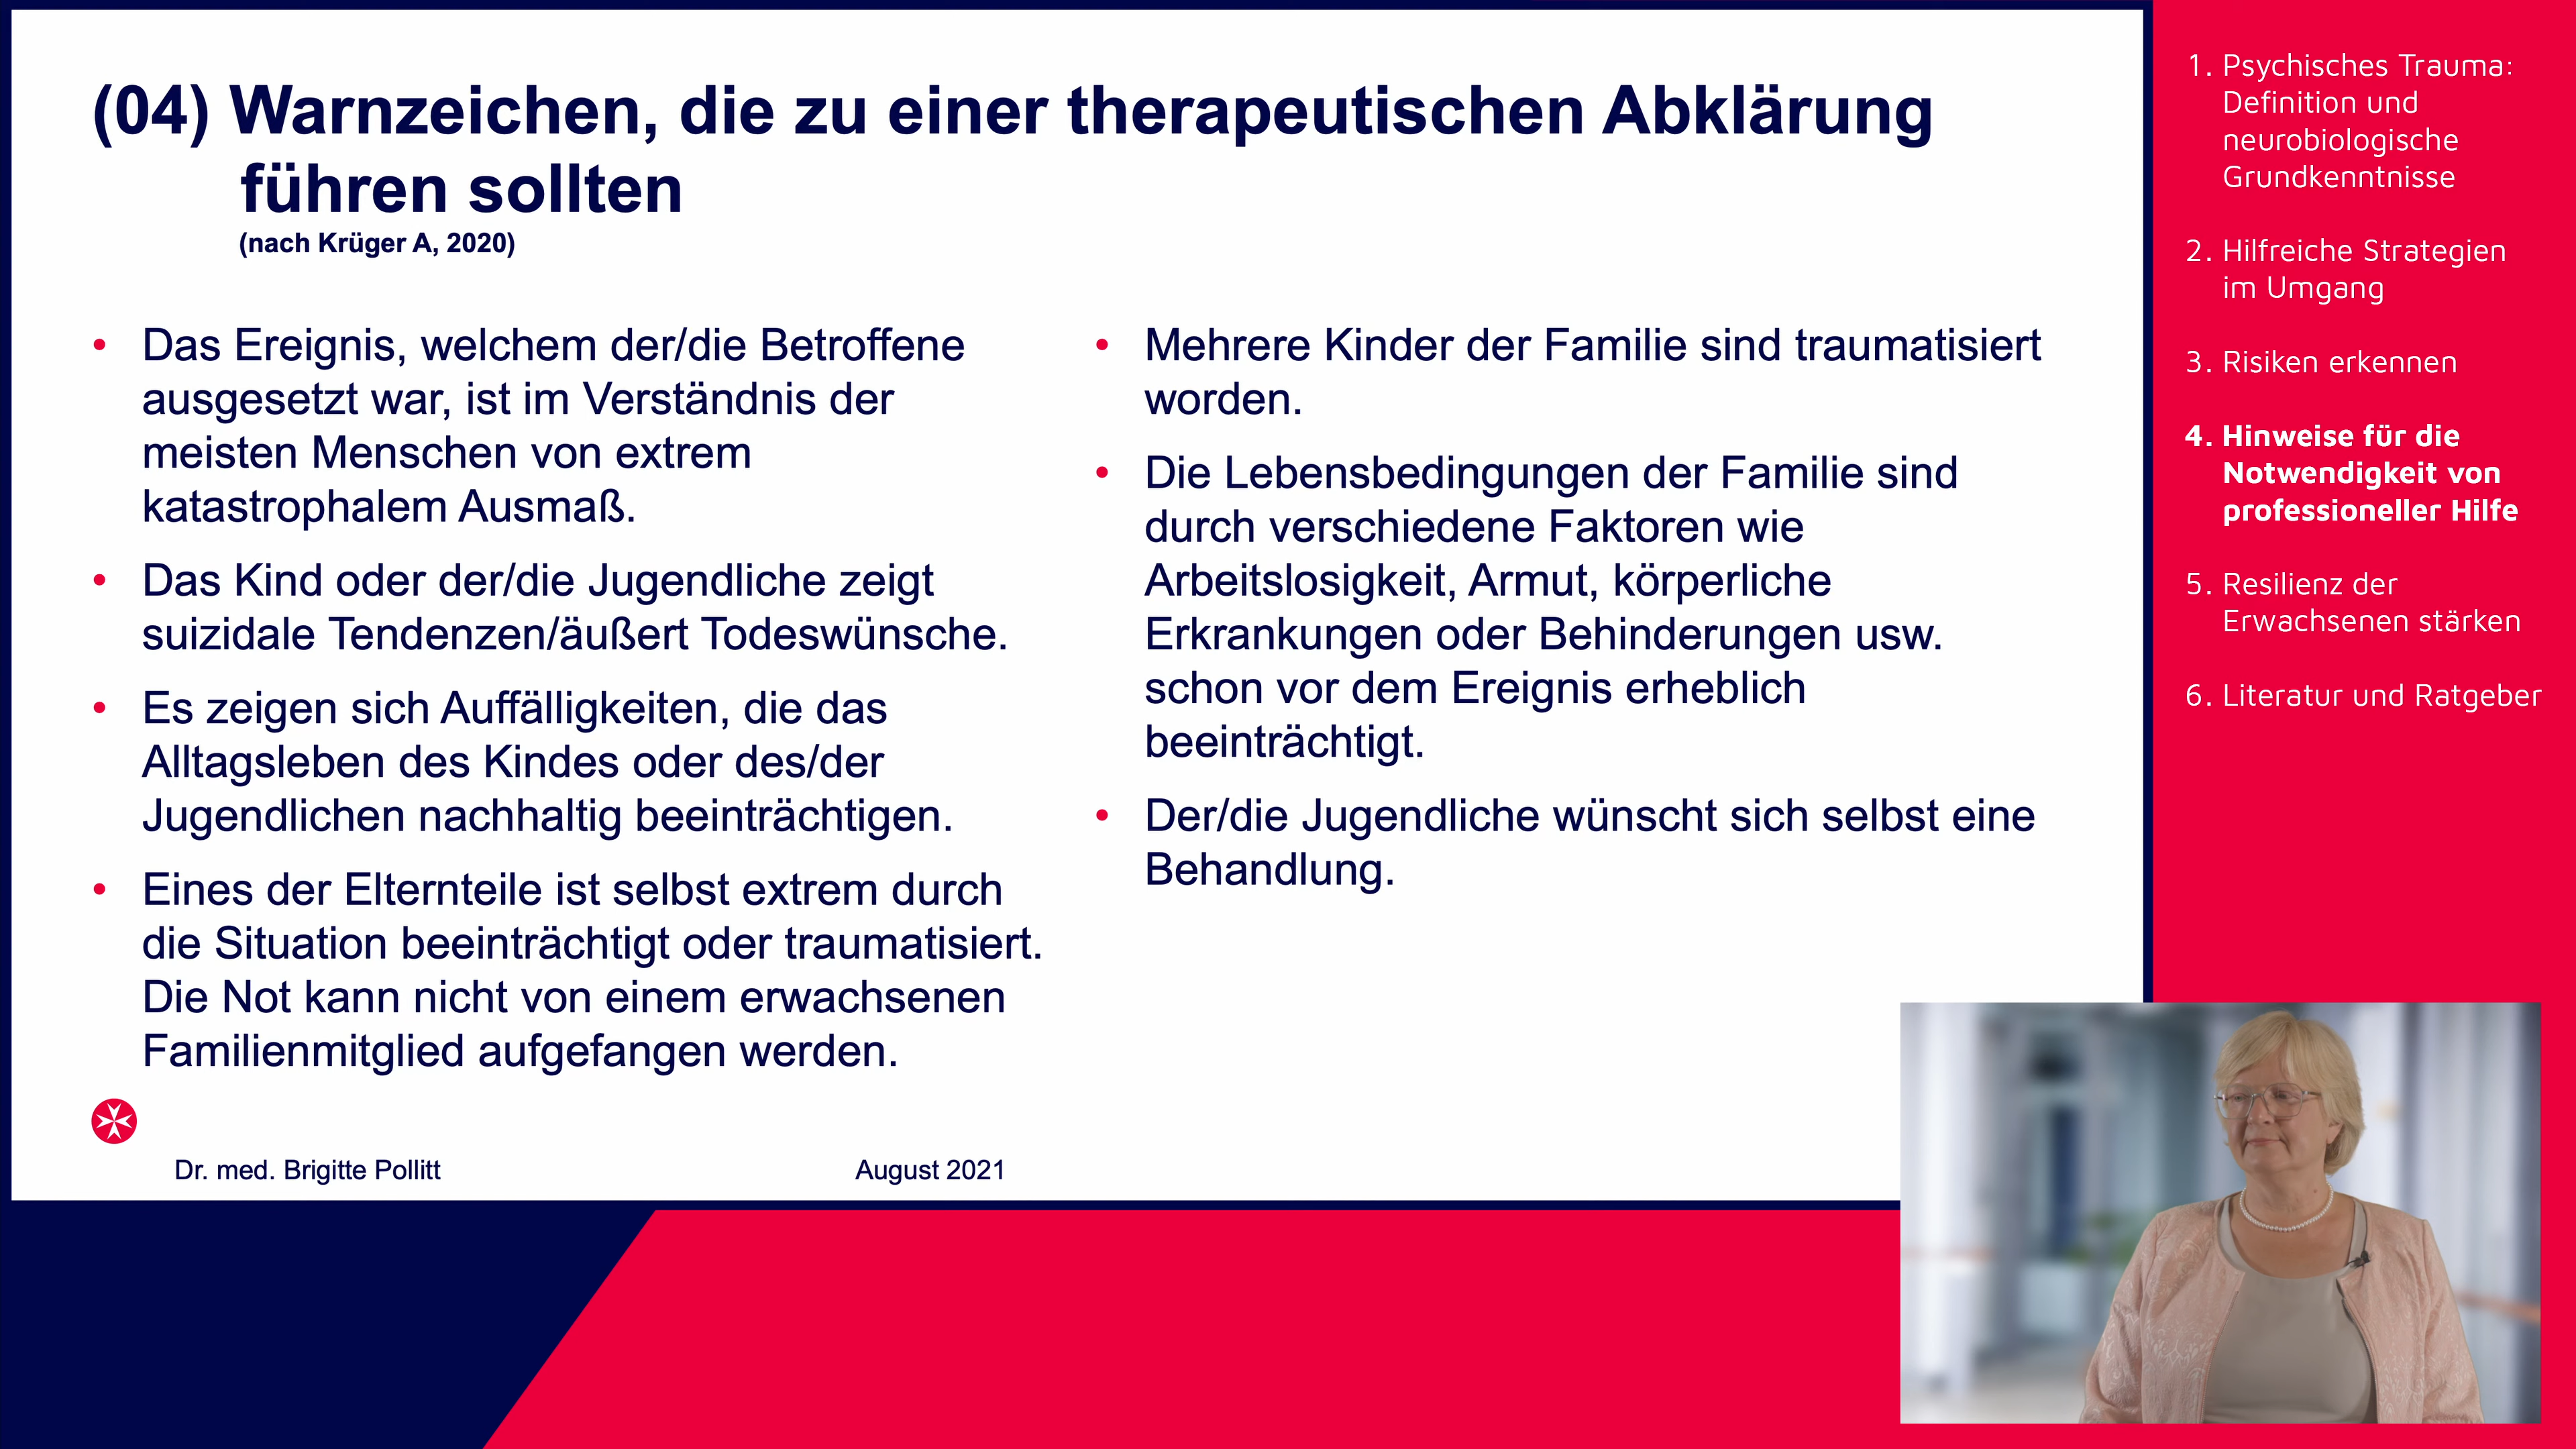 (04) Warnzeichen, die zu einer therapeutischen Abklärung
führen sollten
(nach Krüger A, 2020)
• Das Ereignis, welchem der/die Betroffene
ausgesetzt war, ist im Verständnis der
meisten Menschen von extrem
katastrophalem Ausmaß.
• Das Kind oder der/die Jugendliche zeigt
suizidale Tendenzen/äußert Todeswünsche.
• Es zeigen sich Auffälligkeiten, die das
Alltagsleben des Kindes oder des/der
Jugendlichen nachhaltig beeinträchtigen.
• Eines der Elternteile ist selbst extrem durch
die Situation beeinträchtigt oder traumatisiert.
Die Not kann nicht von einem erwachsenen
Familienmitglied aufgefangen werden.
• Mehrere Kinder der Familie sind traumatisiert
worden.
• Die Lebensbedingungen der Familie sind
durch verschiedene Faktoren wie
Arbeitslosigkeit, Armut, körperliche
Erkrankungen oder Behinderungen usw.
schon vor dem Ereignis erheblich
beeinträchtigt.
• Der/die Jugendliche wünscht sich selbst eine
Behandlung.
Dr. med. Brigitte Pollitt
August 2021
1. Psychisches Trauma:
Definition und
neurobiologische
Grundkenntnisse
2. Hilfreiche Strategien
im Umgang
3. Risiken erkennen
4. Hinweise für die
Notwendigkeit von
professioneller Hilfe
5. Resilienz der
Erwachsenen stärken
6. Literatur und Ratgeber